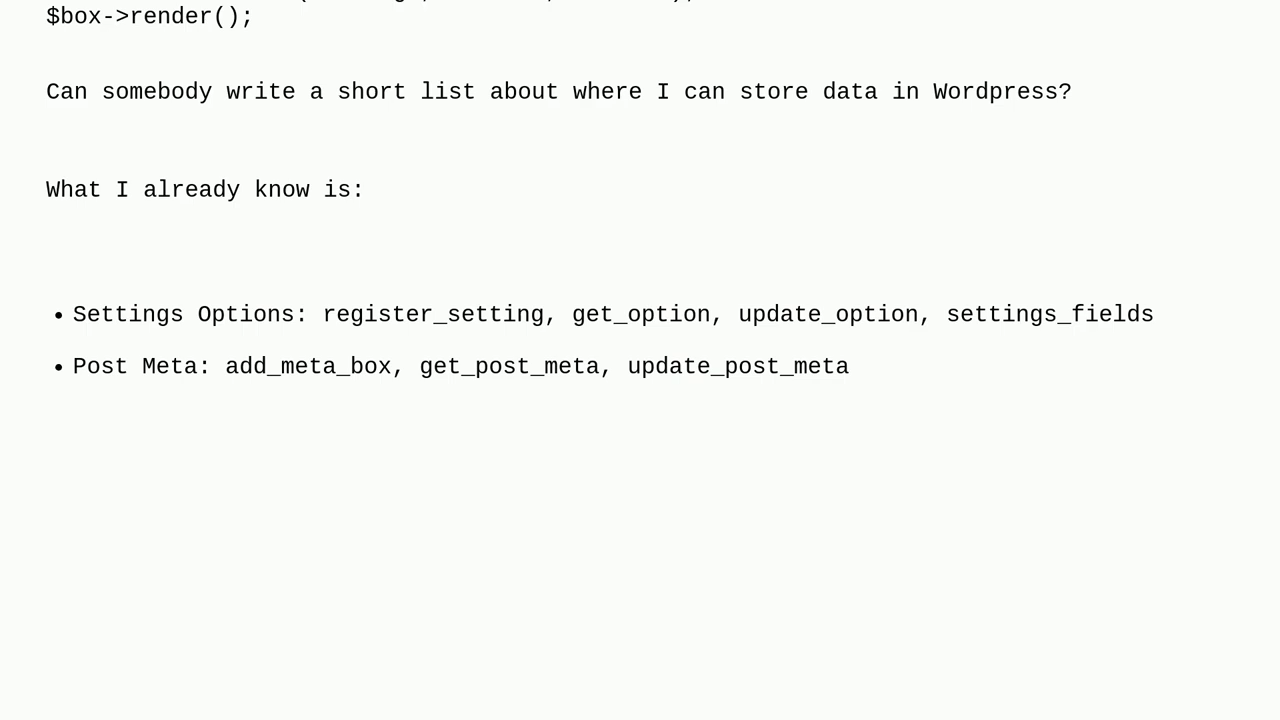 $box->render();
Can somebody write a short list about where I can store data in Wordpress?
What I already know is:
• Settings Options: register_setting, get_option, update_option, settings_fields
• Post Meta: add_meta_box, get_post_meta, update_post_meta